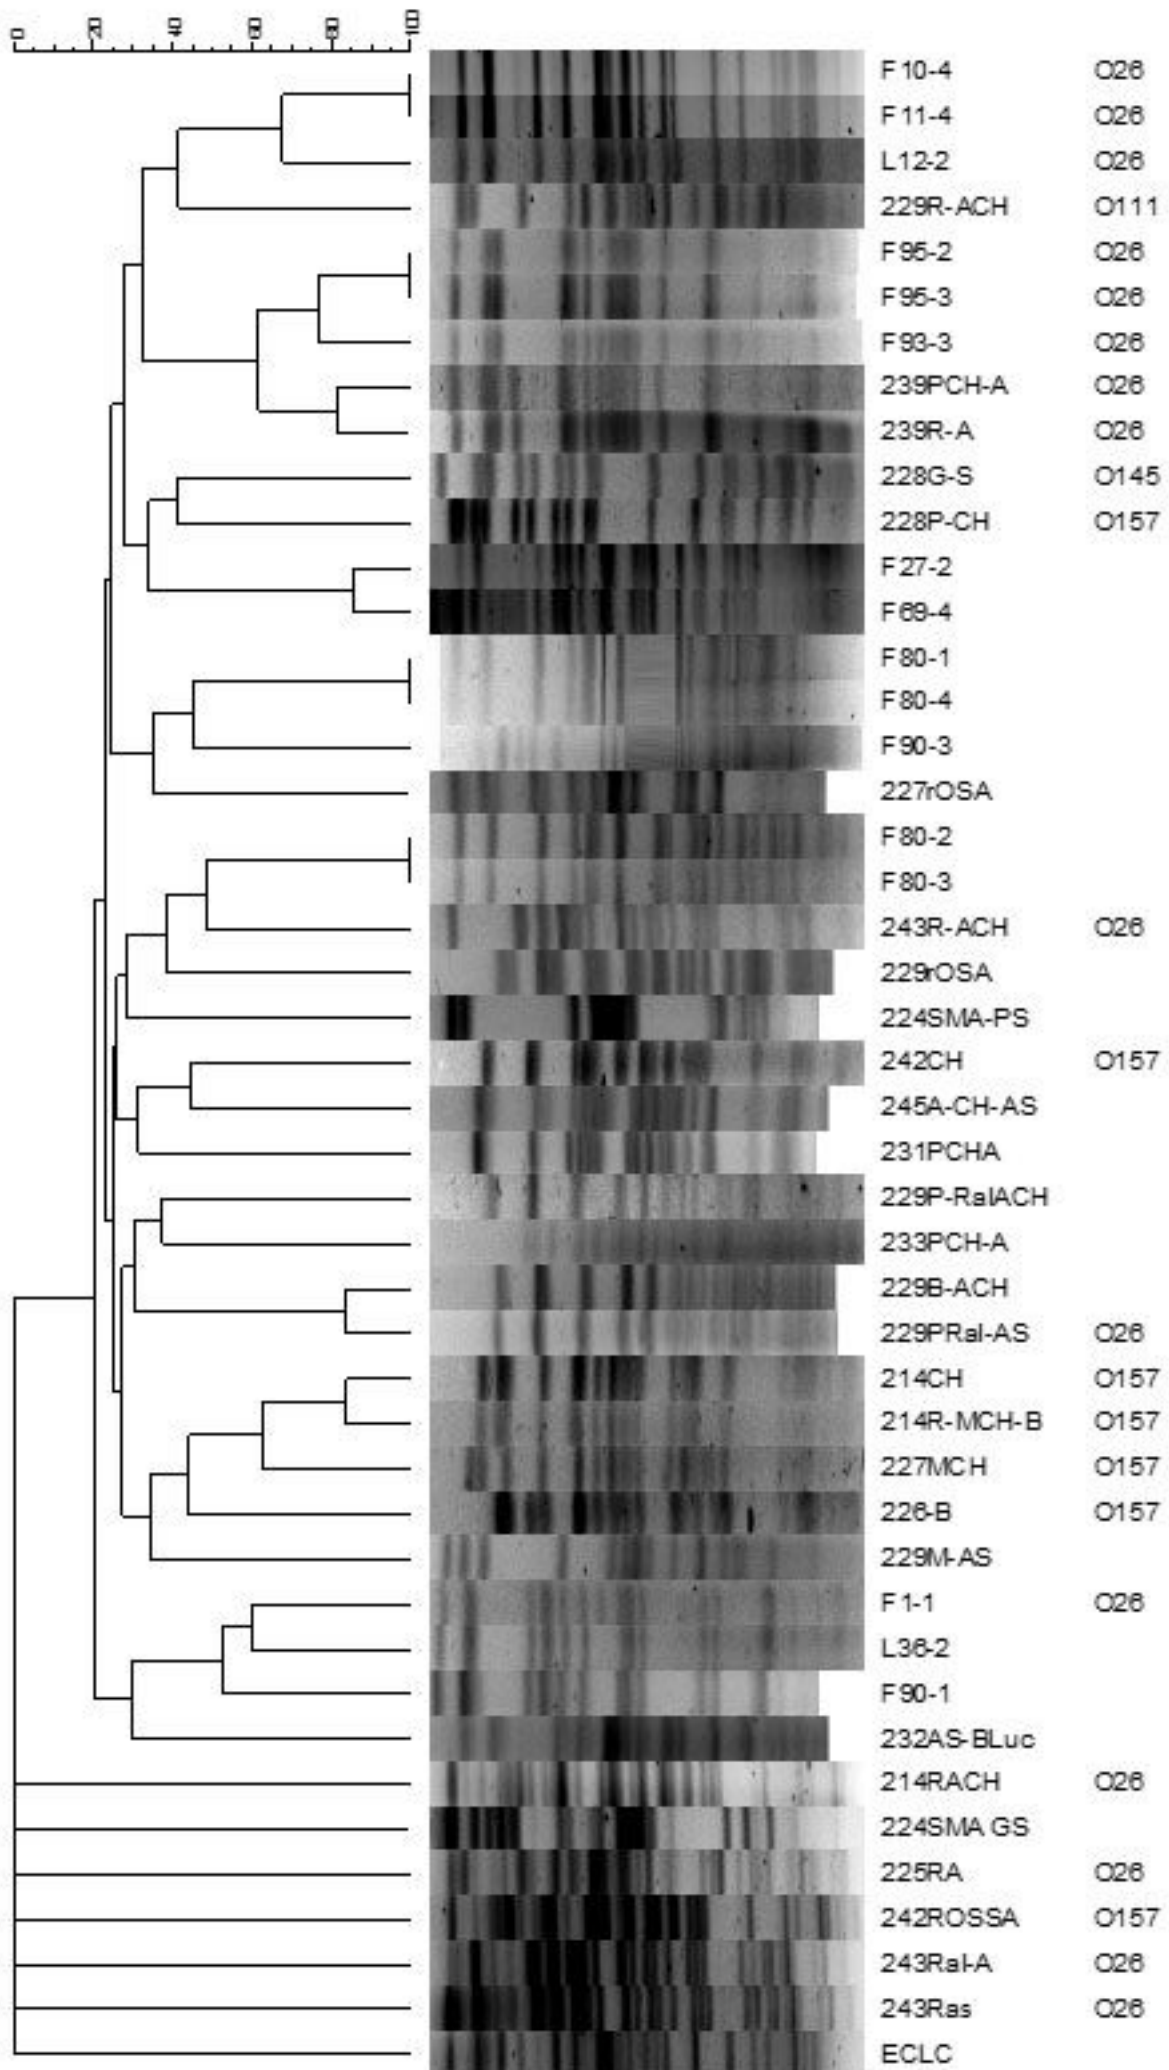 0 20 40 60 80 100
F10-4 O26
F11-4 O26
L12-2 O26
229R-ACH O111
F95-2 O26
F95-3 O26
F93-3 O26
239PCH-A O26
239R-A O26
228G-S O145
228P-CH O157
F27-2
F69-4
F80-1
F80-4
F90-3
227rOSA
F80-2
F80-3
243R-ACH O26
229rOSA
224SMA-PS
242CH O157
245A-CH-AS
231PCHA
229P-RalACH
233PCH-A
229B-ACH
229PRal-AS O26
214CH O157
214R-MCH-B O157
227MCH O157
226-B O157
229M-AS
F1-1 O26
L36-2
F90-1
232AS-BLuc
214RACH O26
224SMA GS
225RA O26
242ROSSA O157
243Ral-A O26
243Ras O26
ECLC